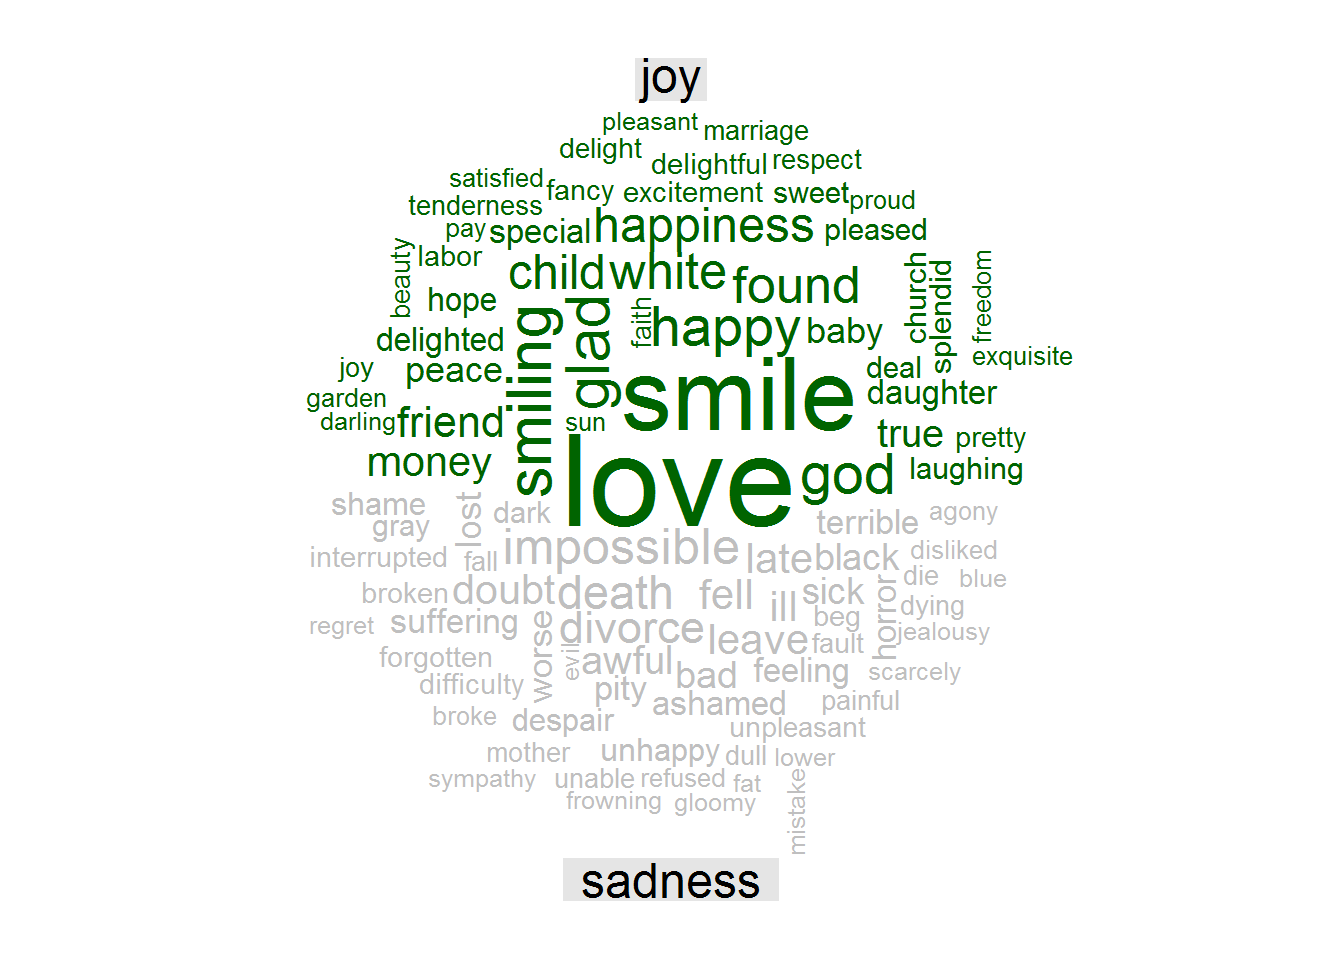 joy
pleasant
marriage
delight
delightful
respect
satisfied
fancy
excitement
sweet
proud
tenderness
pay
special
happiness
pleased
beauty
labor
child
white
found
church
splendid
freedom
hope
smiling
glad
faith
happy
baby
delighted
joy
peace
smile
deal
exquisite
garden
daughter
darling
friend
sun
true
pretty
money
love
god
laughing
shame
lost
dark
terrible
agony
gray
impossible
interrupted
fall
late
black
disliked
broken
doubt
death
fell
ill
sick
horror
die
blue
regret
suffering
worse
divorce
leave
beg
fault
dying
jealousy
forgotten
evil
awful
bad
feeling
scarcely
difficulty
pity
ashamed
painful
broke
despair
unpleasant
mother
unhappy
dull
lower
sympathy
unable
refused
fat
mistake
frowning
gloomy
sadness